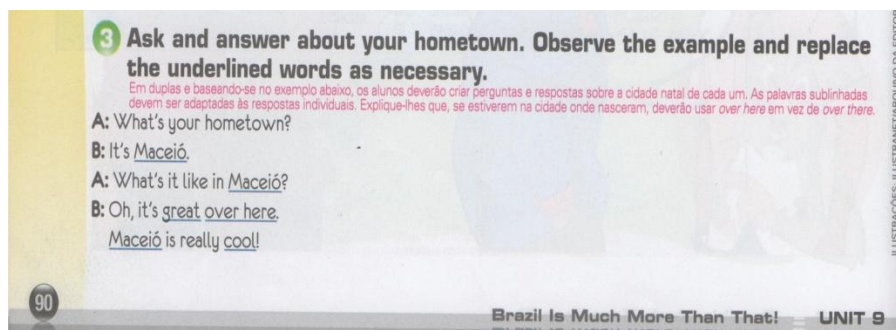 3 Ask and answer about your hometown. Observe the example and replace
the underlined words as necessary.
Em duplas e baseando-se no exemplo abaixo, os alunos deverão criar perguntas e respostas sobre a cidade natal de cada um. As palavras sublinhadas
devem ser adaptadas às respostas individuais. Explique-lhes que, se estiverem na cidade onde nasceram, deverão usar over here em vez de over there.
A: What's your hometown?
B: It's Maceió.
A: What's it like in Maceió?
B: Oh, it's great over here.
Maceió is really cool!
90
Brazil Is Much More Than That! UNIT 9